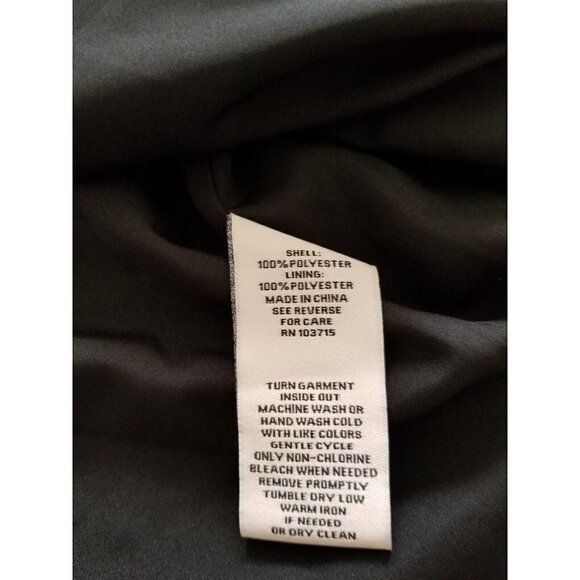 SHELL:
100% POLYESTER
LINING:
100% POLYESTER
MADE IN CHINA
SEE REVERSE
FOR CARE
RN 103715
TURN GARMENT
INSIDE OUT
MACHINE WASH OR
HAND WASH COLD
WITH LIKE COLORS
GENTLE CYCLE
ONLY NON-CHLORINE
BLEACH WHEN NEEDED
REMOVE PROMPTLY
TUMBLE DRY LOW
WARM IRON
IF NEEDED
OR DRY CLEAN